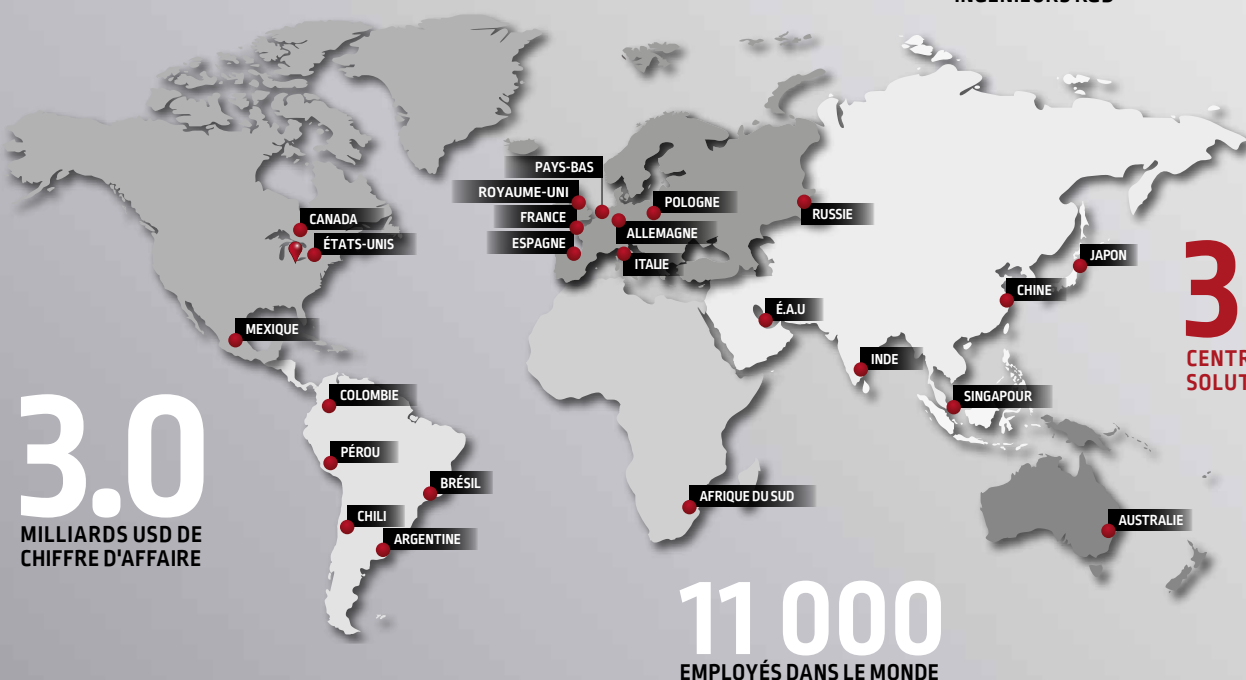 PAYS-BAS
ROYAUME-UNI
POLOGNE
FRANCE
RUSSIE
CANADA
ALLEMAGNE
ESPAGNE
ÉTATS-UNIS
ITALIE
JAPON
CHINE
É.A.U
MEXIQUE
INDE
3
COLOMBIE
SINGAPOUR
3.0
MILLIARDS USD DE
CHIFFRE D'AFFAIRE
PÉROU
BRÉSIL
AFRIQUE DU SUD
CHILI
AUSTRALIE
ARGENTINE
11 000
EMPLOYÉS DANS LE MONDE